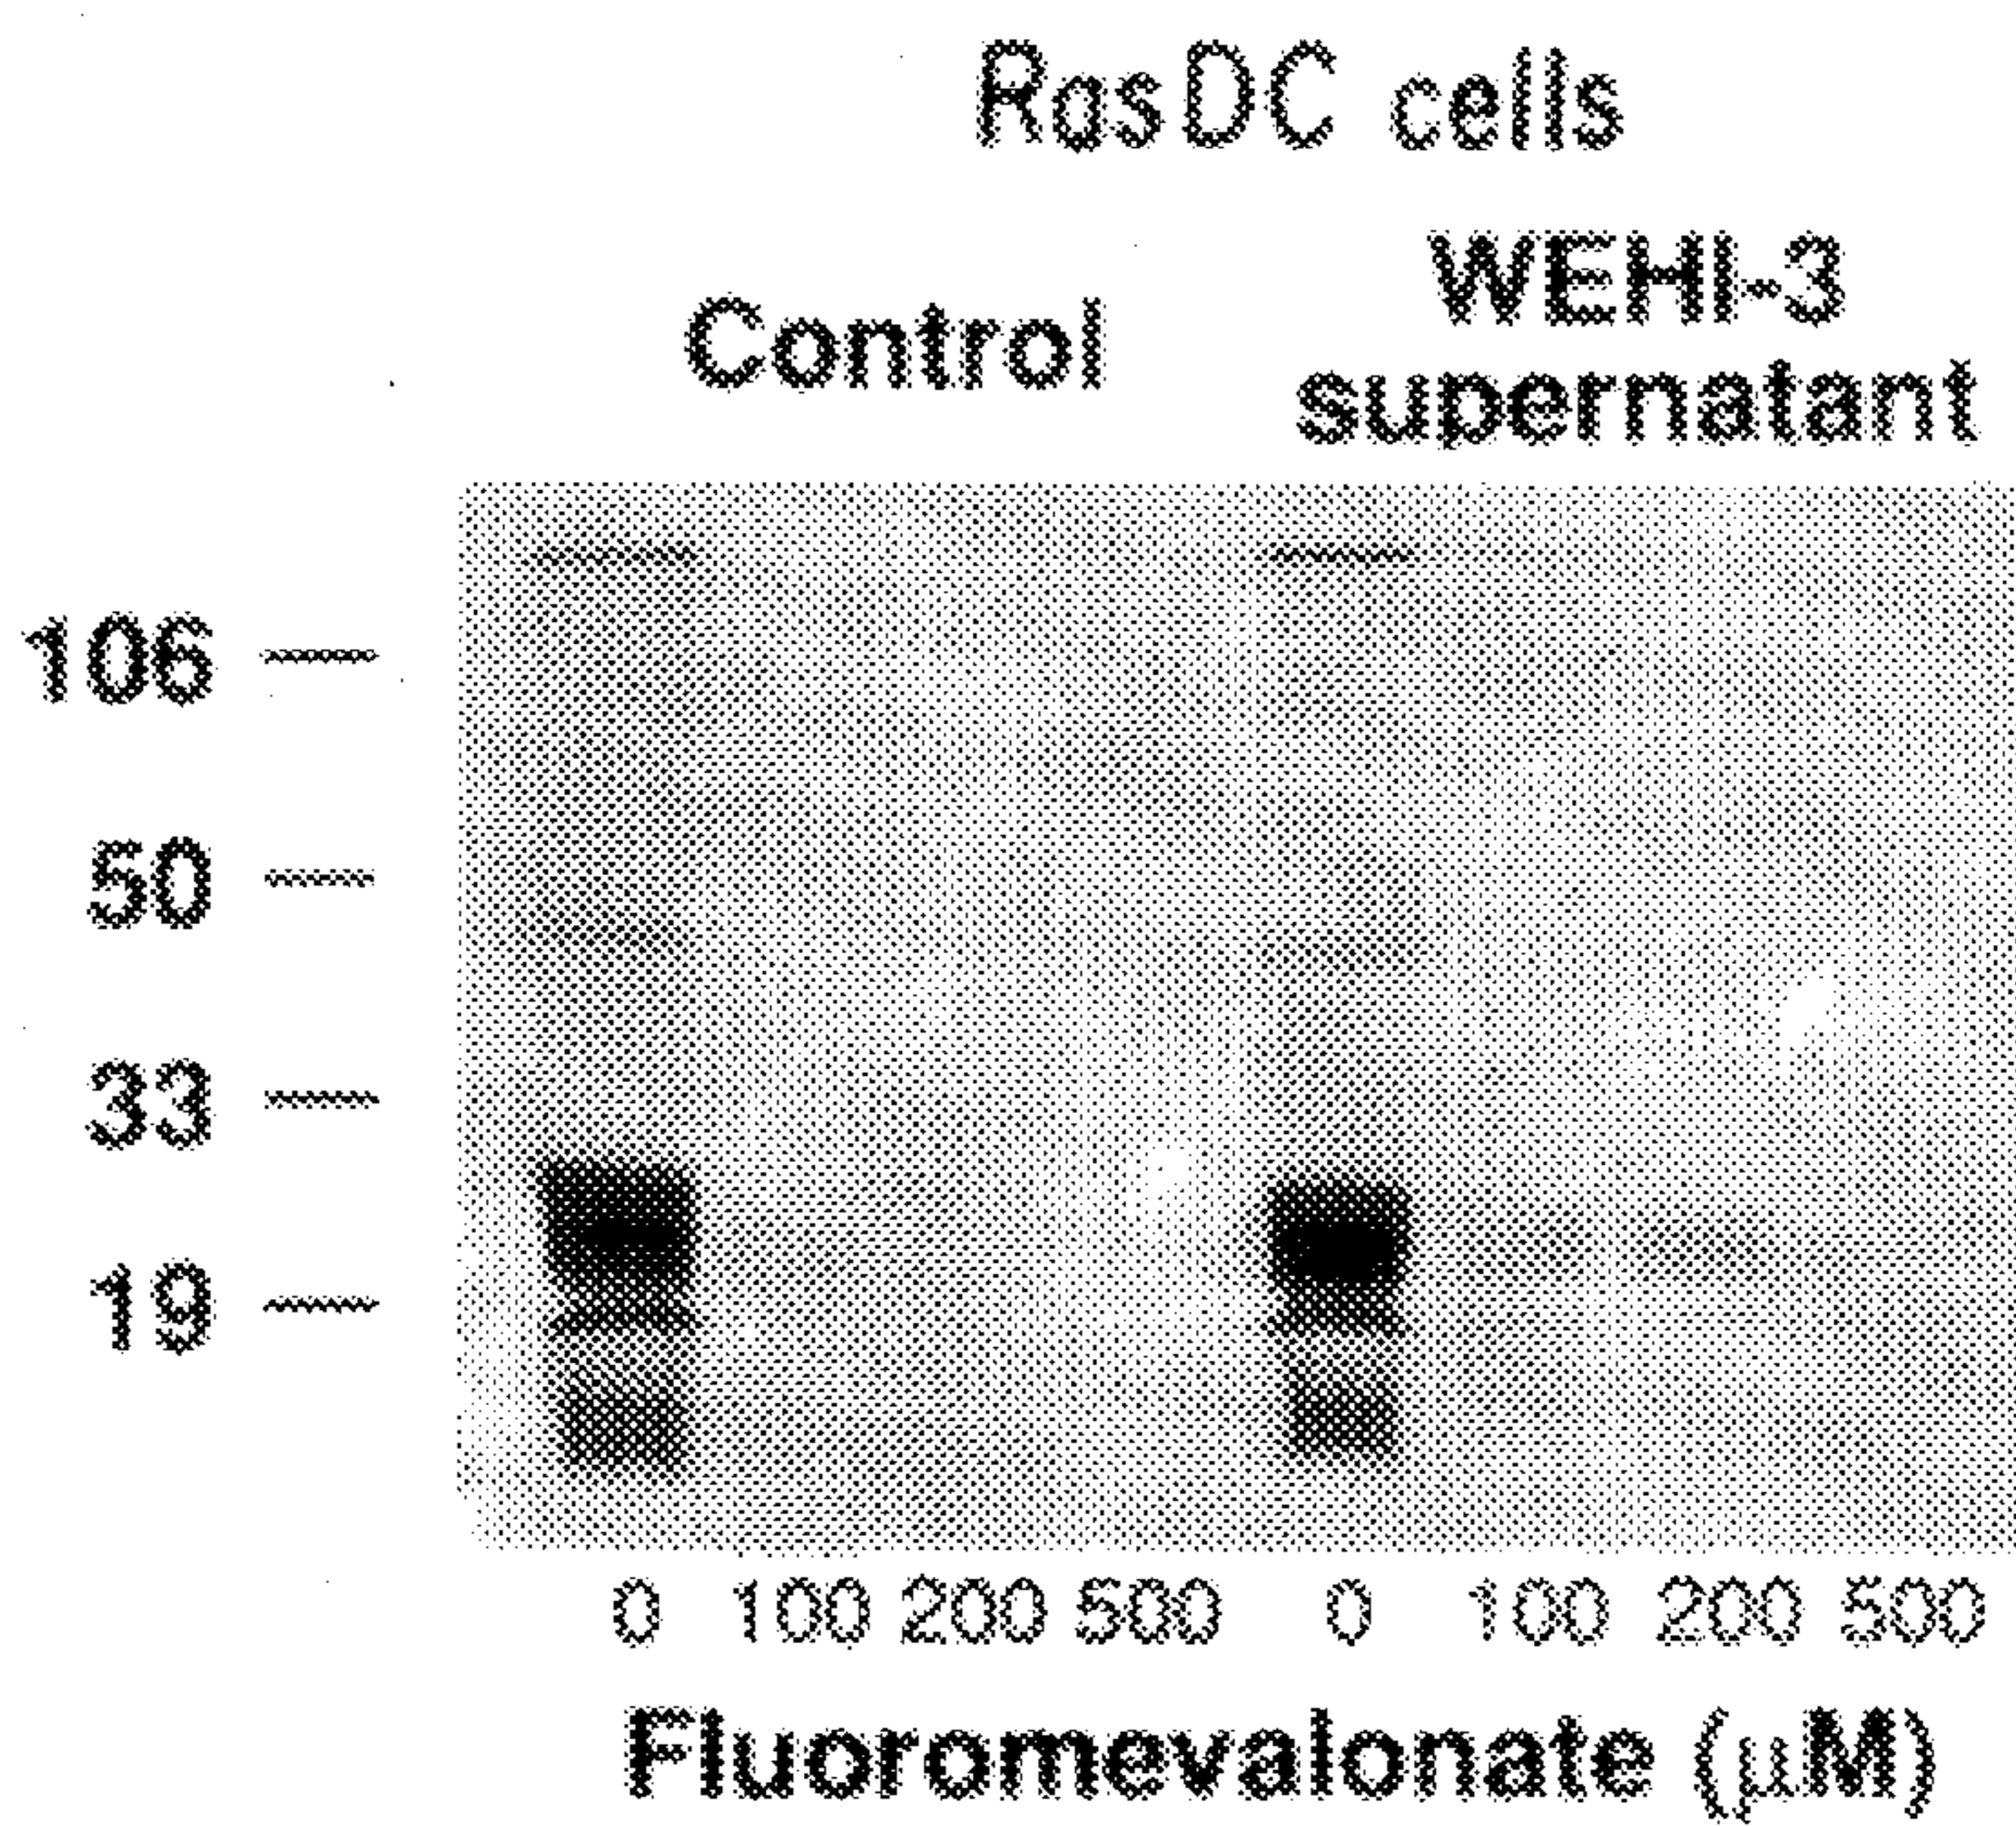 RasDC cells
Control
WEHI-3
supernatant
106
50
33
19
0 100 200 500 0 100 200 500
Fluoromevalonate (μM)